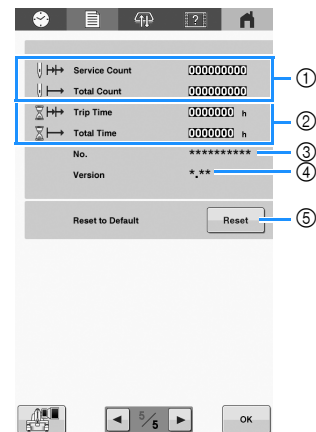 ?
Service Count 000000000
Total Count 000000000
①
Trip Time 0000000 h
Total Time 0000000 h
②
No. ********** ③
Version *.** ④
Reset to Default Reset ⑤
5/5 OK